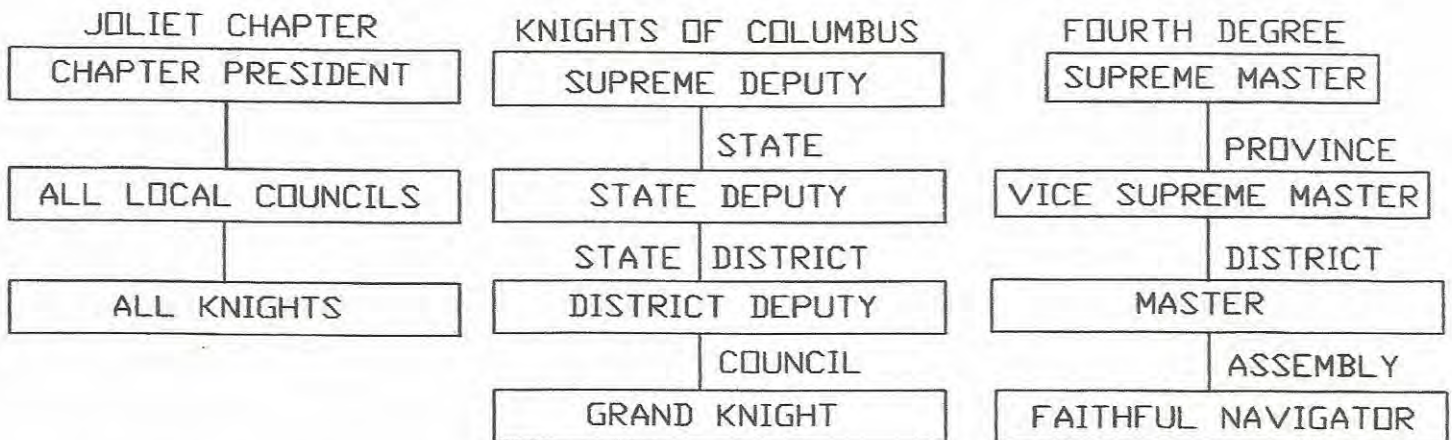 JOLIET CHAPTER
CHAPTER PRESIDENT
ALL LOCAL COUNCILS
ALL KNIGHTS
KNIGHTS OF COLUMBUS
SUPREME DEPUTY
STATE
STATE DEPUTY
STATE DISTRICT
DISTRICT DEPUTY
COUNCIL
GRAND KNIGHT
FOURTH DEGREE
SUPREME MASTER
PROVINCE
VICE SUPREME MASTER
DISTRICT
MASTER
ASSEMBLY
FAITHFUL NAVIGATOR